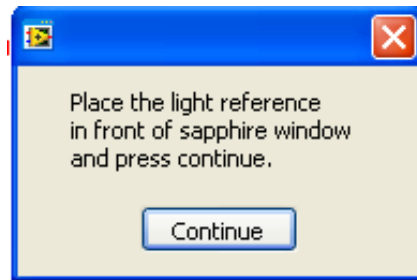 Place the light reference
in front of sapphire window
and press continue.
Continue